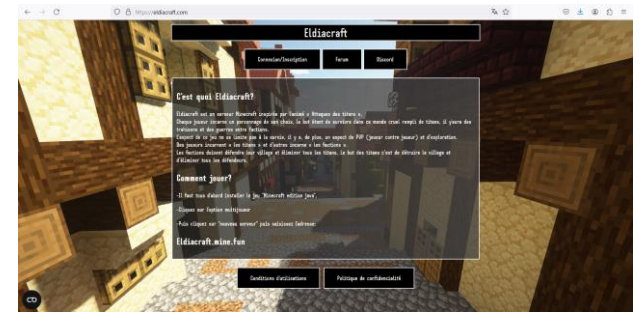 https://eldiacraft.com
Eldiacraft
Connexion/Inscription
Forum
Discord
C'est quoi Eldiacraft?
Eldiacraft est un serveur Minecraft inspirée par l'animé « Attaques des titans ».
Chaque joueur incarne un personnage de son choix, le but étant de survivre dans ce monde cruel rempli de titans, il y'aura des
trahisons et des guerres entre factions.
L'aspect de ce jeu ne se limite pas à la survie, il y a, de plus, un aspect de PVP (joueur contre joueur) et d'exploration.
Des joueurs incarnent « les titans » et d'autres incarne « les factions ».
Les factions doivent défendre leur village et éliminer tous les titans. Le but des titans c'est de détruire le village et
d'éliminer tous les défendeurs.
Comment jouer?
-Il faut tous d'abord installer le jeu "Minecraft edition java".
-Cliquez sur l'option multijoueur
-Puis cliquez sur "nouveau serveur" puis saisissez l'adresse:
Eldiacraft.mine.fun
Conditions d'utilisations
Politique de confidencialité